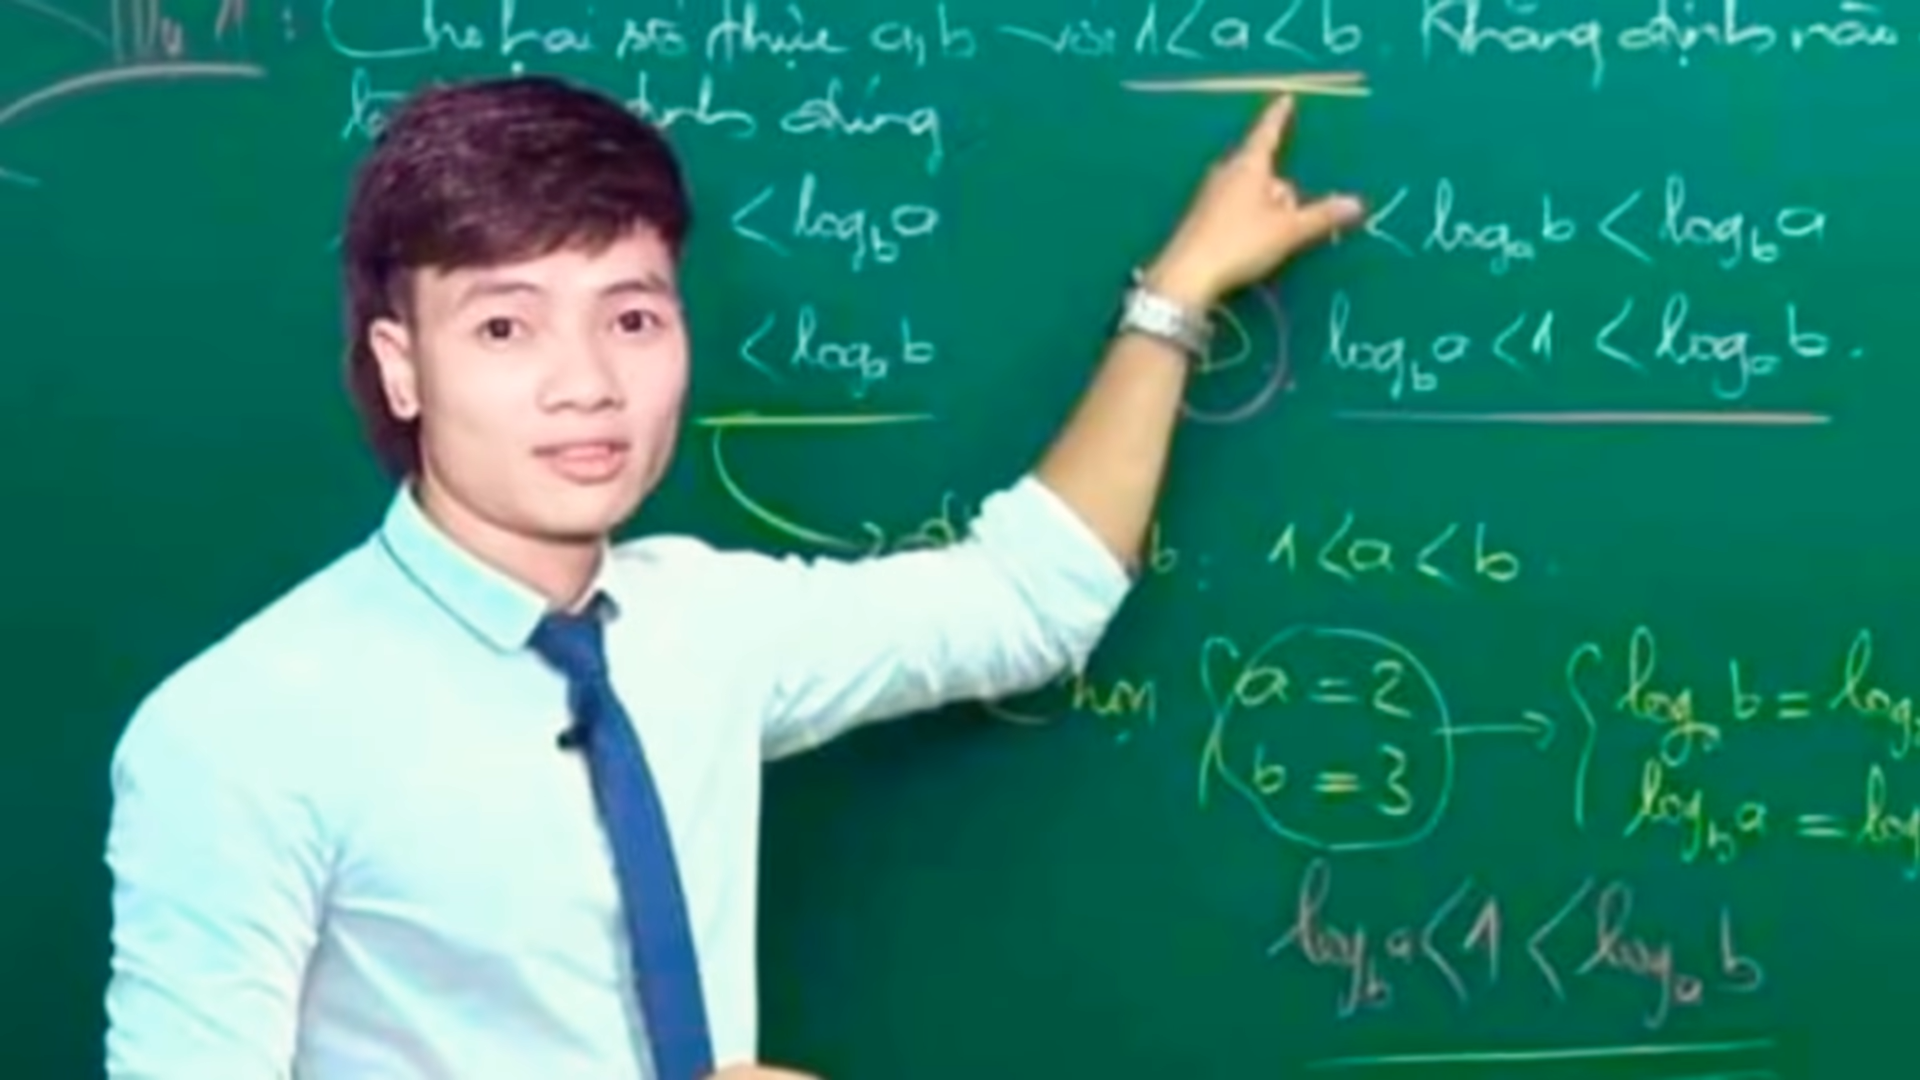 Cho hai số thực a, b với 1 < a < b. Khẳng định nào
định đúng
< log_b a
< log_a b < log_b a
< log_a b
D. log_b a < 1 < log_a b.
b: 1 < a < b.
a = 2
b = 3
log_a b = log
log_b a = log
log_b a < 1 < log_a b